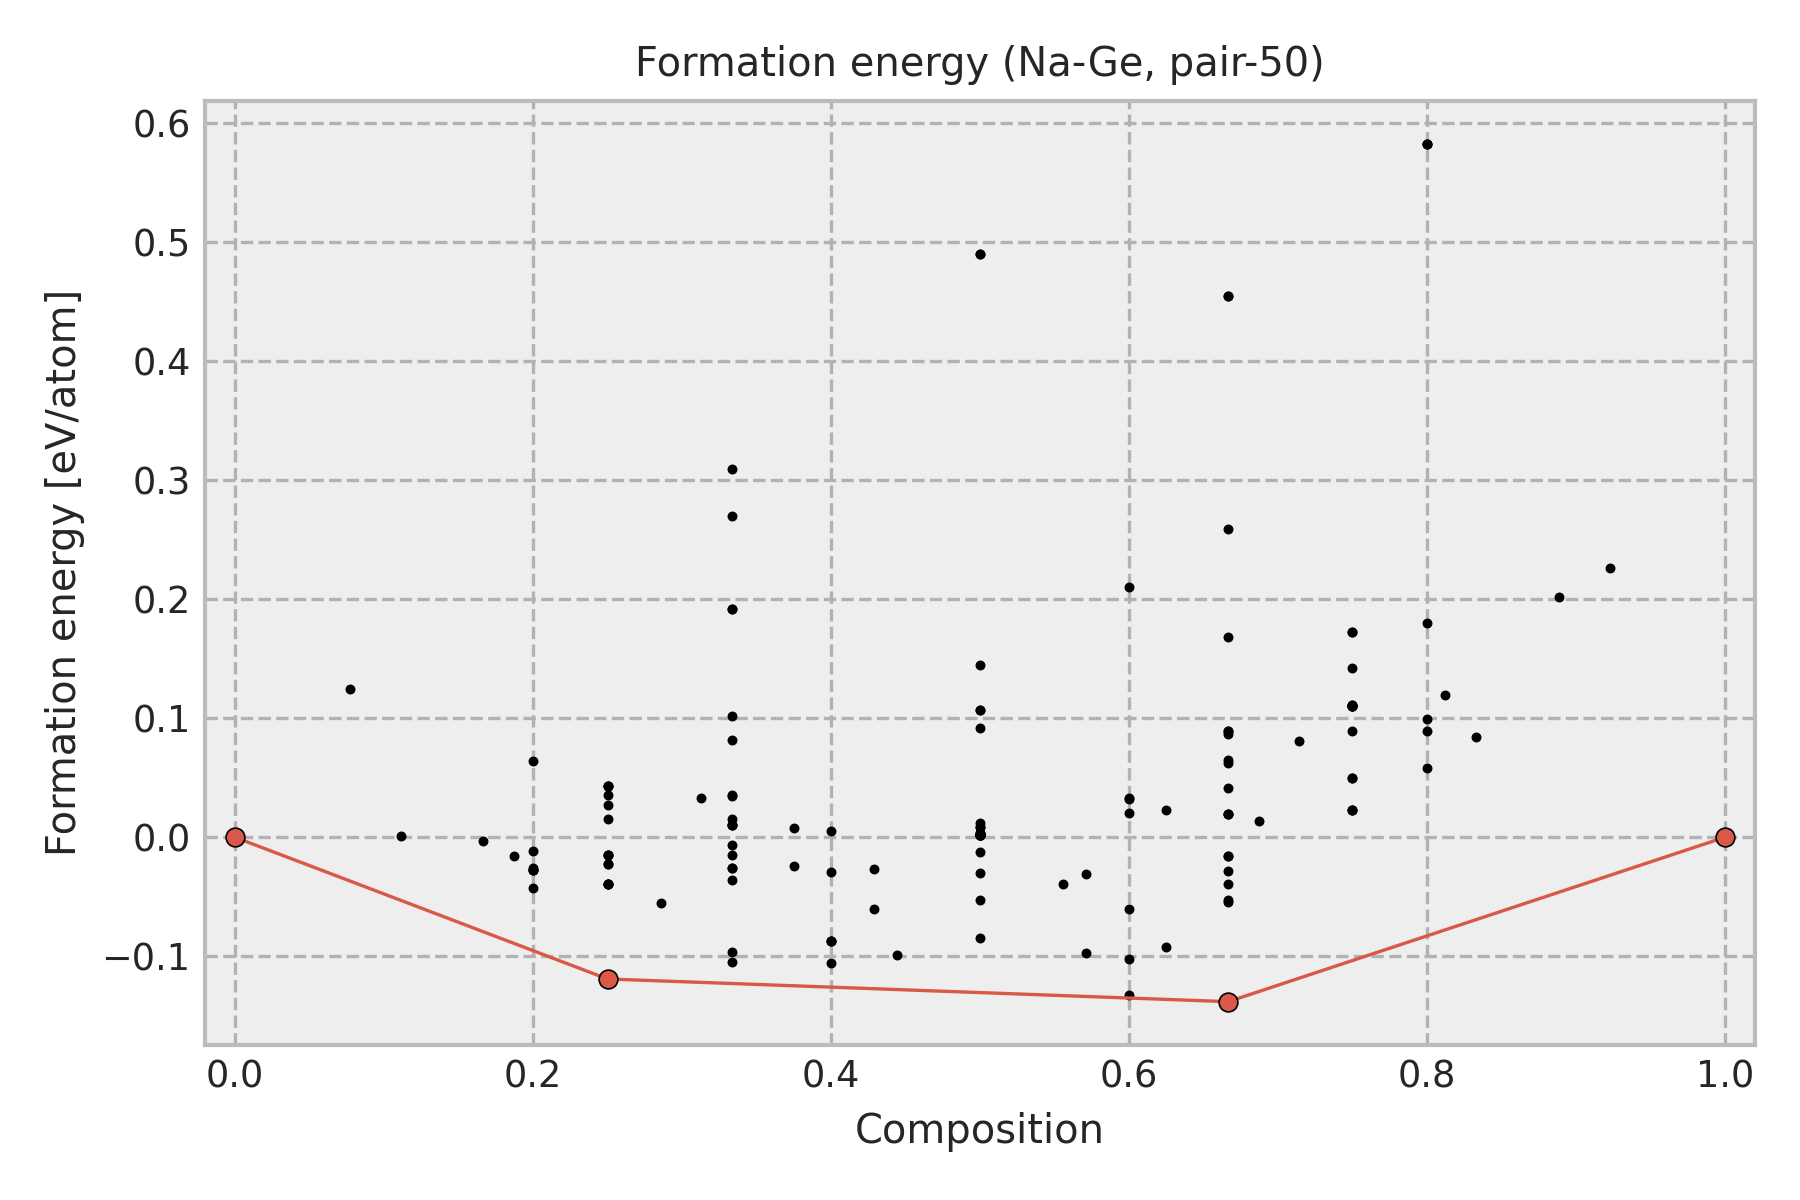 Formation energy (Na-Ge, pair-50)
Formation energy [eV/atom]
0.6
0.5
0.4
0.3
0.2
0.1
0.0
−0.1
0.0 0.2 0.4 0.6 0.8 1.0
Composition